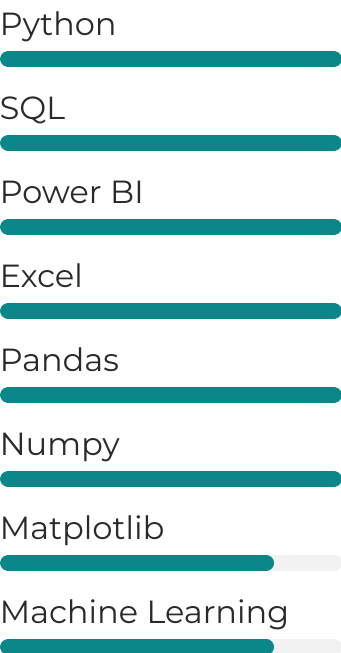 Python
SQL
Power BI
Excel
Pandas
Numpy
Matplotlib
Machine Learning